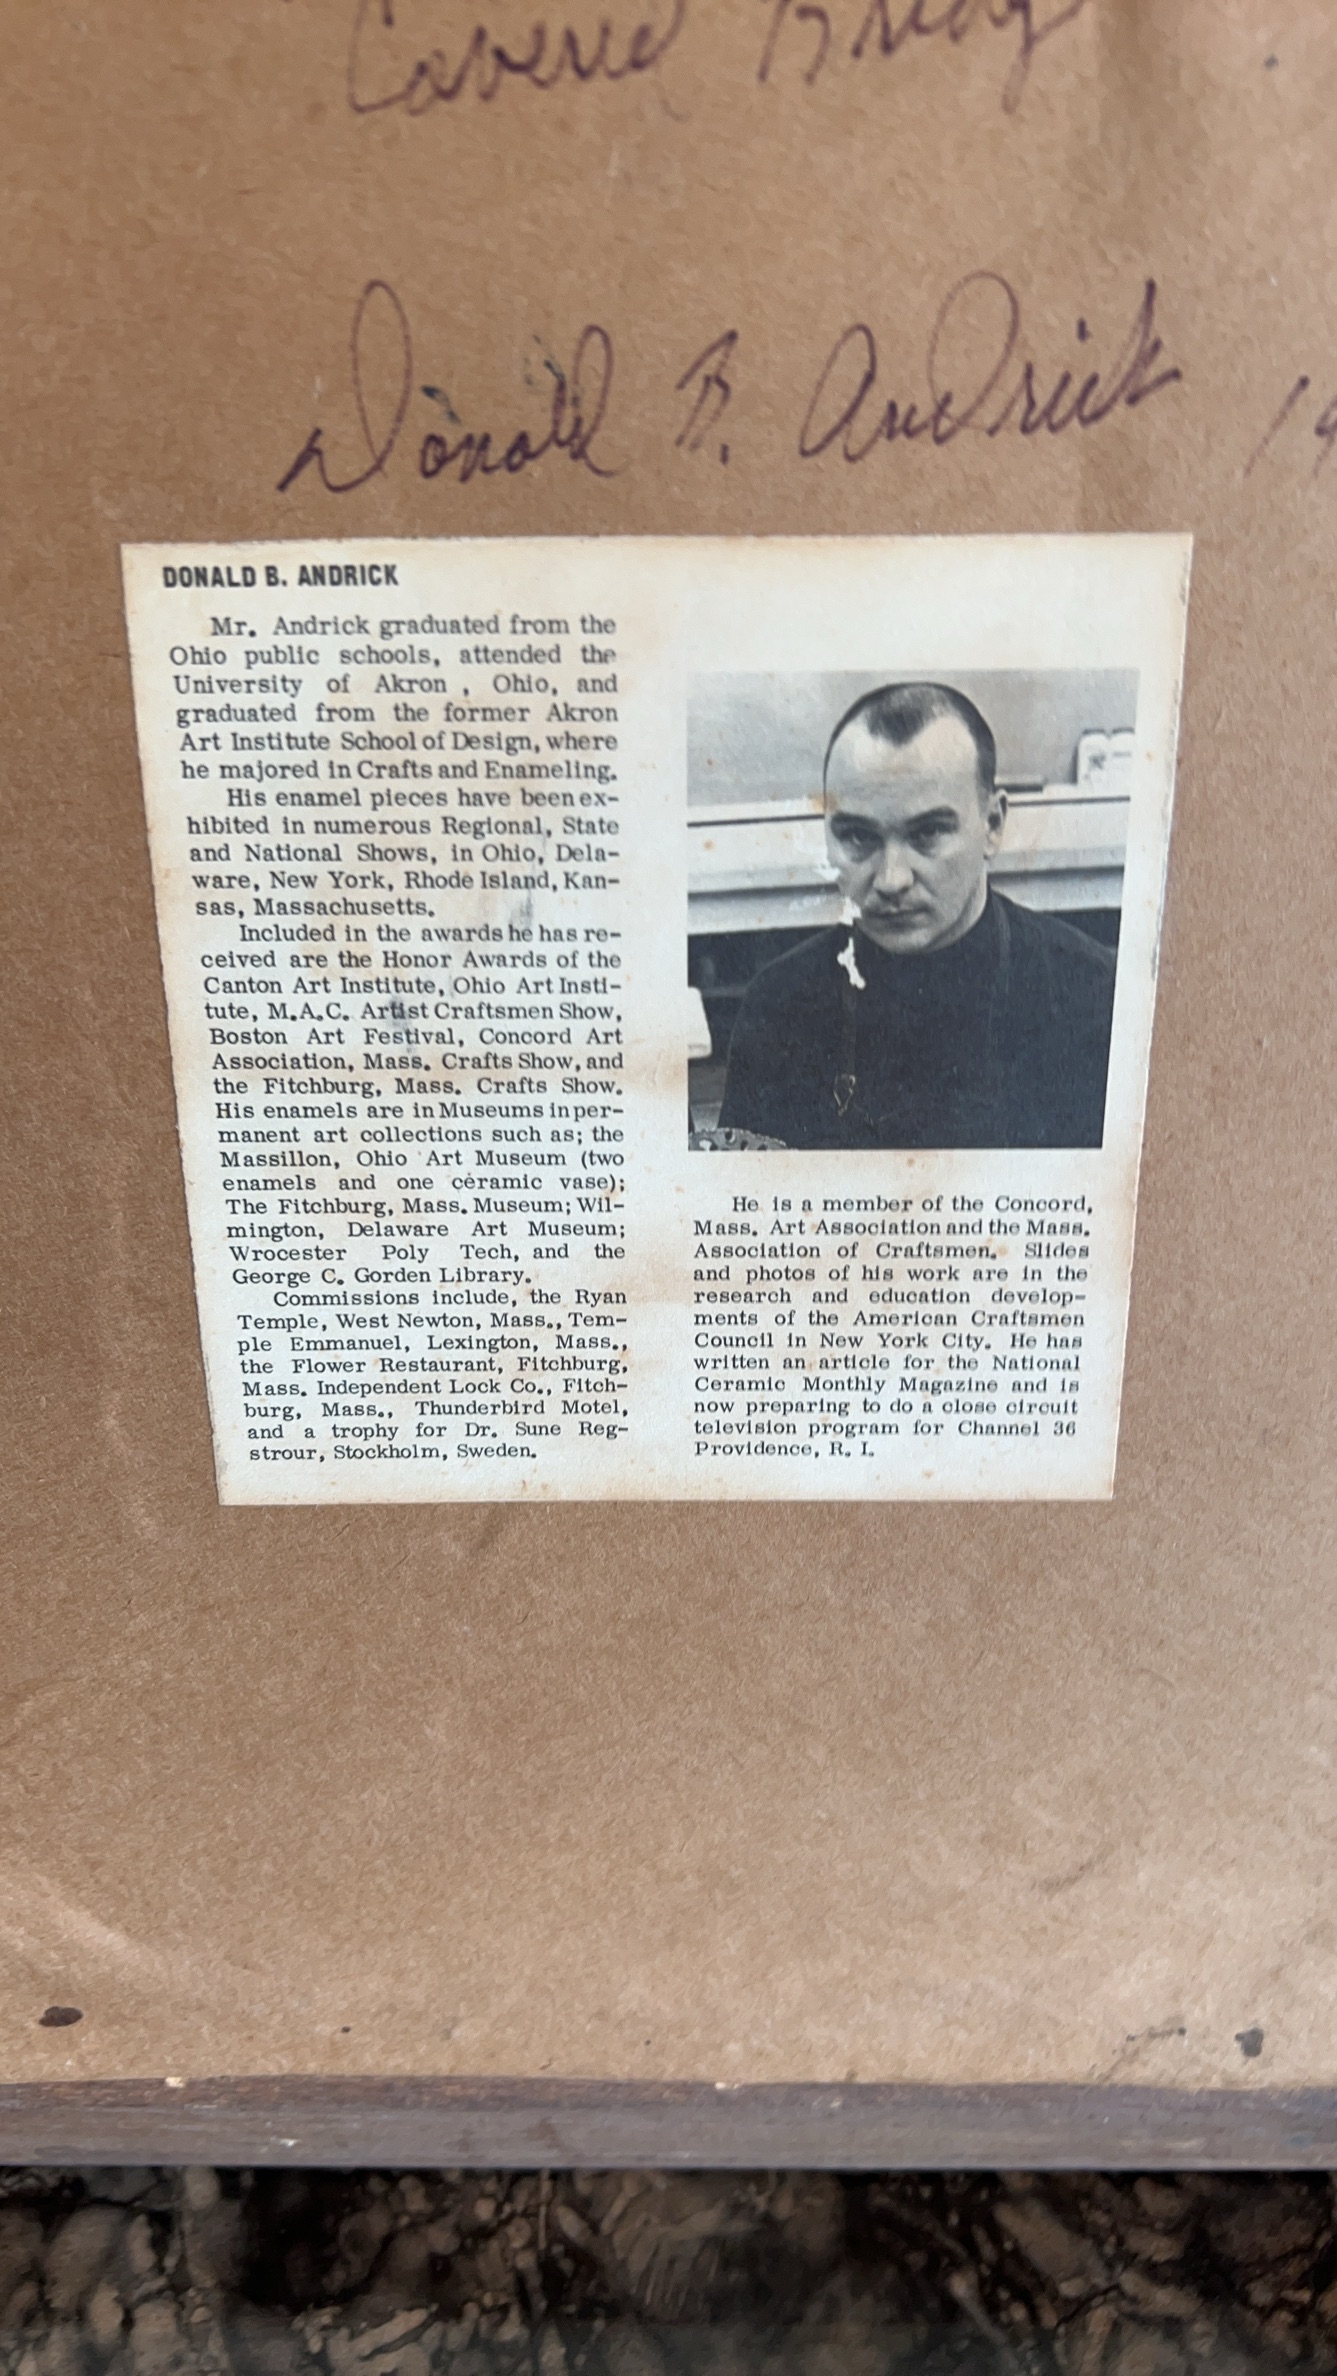 Covered
Donald B. Andrick
DONALD B. ANDRICK
Mr. Andrick graduated from the
Ohio public schools, attended the
University of Akron , Ohio, and
graduated from the former Akron
Art Institute School of Design, where
he majored in Crafts and Enameling.
His enamel pieces have been ex-
hibited in numerous Regional, State
and National Shows, in Ohio, Dela-
ware, New York, Rhode Island, Kan-
sas, Massachusetts.
Included in the awards he has re-
ceived are the Honor Awards of the
Canton Art Institute, Ohio Art Insti-
tute, M.A.C. Artist Craftsmen Show,
Boston Art Festival, Concord Art
Association, Mass. Crafts Show, and
the Fitchburg, Mass. Crafts Show.
His enamels are in Museums in per-
manent art collections such as; the
Massillon, Ohio Art Museum (two
enamels and one ceramic vase);
The Fitchburg, Mass. Museum; Wil-
mington, Delaware Art Museum;
Wrocester Poly Tech, and the
George C. Gorden Library.
Commissions include, the Ryan
Temple, West Newton, Mass., Tem-
ple Emmanuel, Lexington, Mass.,
the Flower Restaurant, Fitchburg,
Mass. Independent Lock Co., Fitch-
burg, Mass., Thunderbird Motel,
and a trophy for Dr. Sune Reg-
strour, Stockholm, Sweden.
He is a member of the Concord,
Mass. Art Association and the Mass.
Association of Craftsmen. Slides
and photos of his work are in the
research and education develop-
ments of the American Craftsmen
Council in New York City. He has
written an article for the National
Ceramic Monthly Magazine and is
now preparing to do a close circuit
television program for Channel 36
Providence, R. I.